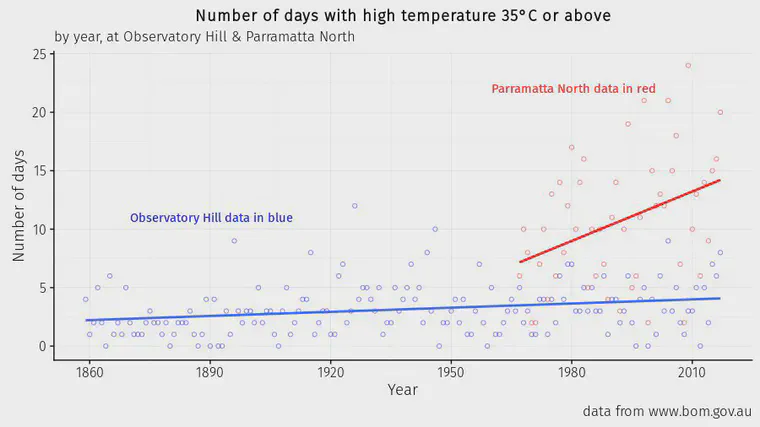 Number of days with high temperature 35°C or above
by year, at Observatory Hill & Parramatta North
25
20
15
10
5
0
Number of days
Parramatta North data in red
Observatory Hill data in blue
1860 1890 1920 1950 1980 2010
Year
data from www.bom.gov.au